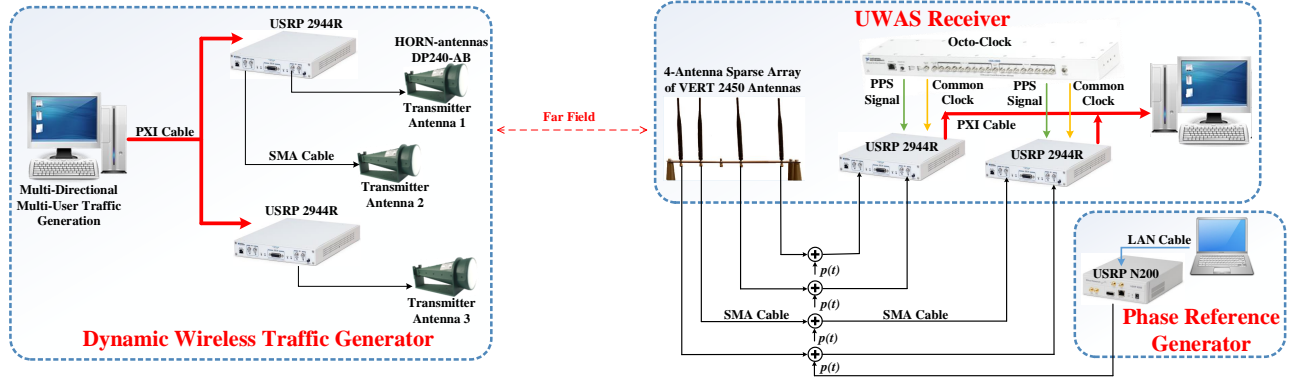 USRP 2944R
HORN-antennas
DP240-AB
Transmitter
Antenna 1
PXI Cable
SMA Cable
Multi-Directional
Multi-User Traffic
Generation
Transmitter
Antenna 2
USRP 2944R
Transmitter
Antenna 3
Dynamic Wireless Traffic Generator
Far Field
UWAS Receiver
Octo-Clock
4-Antenna Sparse Array
of VERT 2450 Antennas
PPS
Signal
Common
Clock
PPS
Signal
Common
Clock
PXI Cable
USRP 2944R
USRP 2944R
p(t)
p(t)
SMA Cable
SMA Cable
p(t)
p(t)
LAN Cable
USRP N200
Phase Reference
Generator